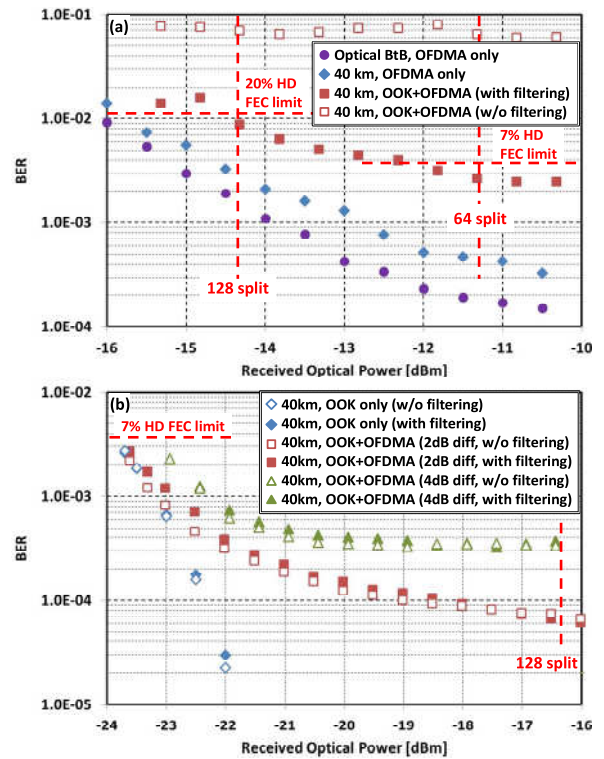 (a)
1.0E-01
1.0E-02
1.0E-03
1.0E-04
BER
Optical BtB, OFDMA only
40 km, OFDMA only
40 km, OOK+OFDMA (with filtering)
40 km, OOK+OFDMA (w/o filtering)
20% HD
FEC limit
7% HD
FEC limit
64 split
128 split
-16 -15 -14 -13 -12 -11 -10
Received Optical Power [dBm]
(b)
1.0E-02
1.0E-03
1.0E-04
1.0E-05
BER
7% HD FEC limit
40km, OOK only (w/o filtering)
40km, OOK only (with filtering)
40km, OOK+OFDMA (2dB diff, w/o filtering)
40km, OOK+OFDMA (2dB diff, with filtering)
40km, OOK+OFDMA (4dB diff, w/o filtering)
40km, OOK+OFDMA (4dB diff, with filtering)
128 split
-24 -23 -22 -21 -20 -19 -18 -17 -16
Received Optical Power [dBm]